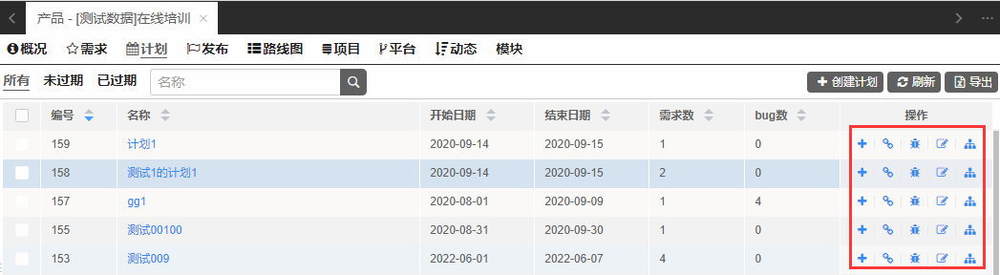 产品 - [测试数据]在线培训
概况 需求 计划 发布 路线图 项目 平台 动态 模块
所有 未过期 已过期 名称 创建计划 刷新 导出
编号 名称 开始日期 结束日期 需求数 bug数 操作
159 计划1 2020-09-14 2020-09-15 1 0
158 测试1的计划1 2020-09-14 2020-09-15 2 0
157 gg1 2020-08-01 2020-09-09 1 4
155 测试00100 2020-08-31 2020-09-30 1 0
153 测试009 2022-06-01 2022-06-07 4 0